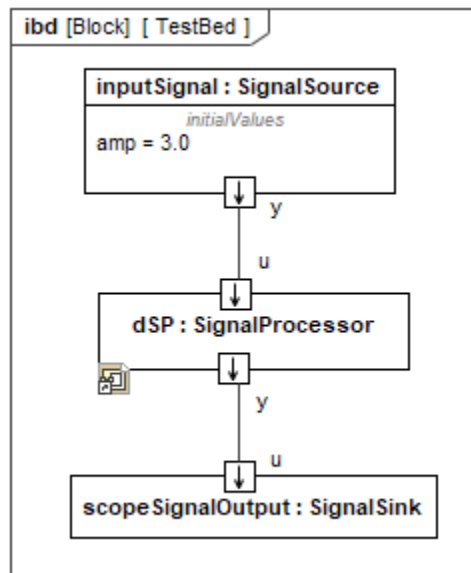 ibd [Block] [ TestBed ]
inputSignal : SignalSource
initialValues
amp = 3.0
y
u
dSP : SignalProcessor
y
u
scopeSignalOutput : SignalSink